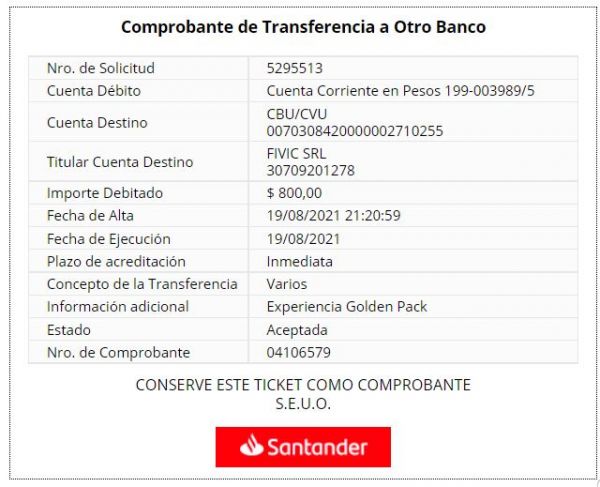 Comprobante de Transferencia a Otro Banco
Nro. de Solicitud 5295513
Cuenta Débito Cuenta Corriente en Pesos 199-003989/5
Cuenta Destino CBU/CVU
0070308420000002710255
Titular Cuenta Destino FIVIC SRL
30709201278
Importe Debitado $ 800,00
Fecha de Alta 19/08/2021 21:20:59
Fecha de Ejecución 19/08/2021
Plazo de acreditación Inmediata
Concepto de la Transferencia Varios
Información adicional Experiencia Golden Pack
Estado Aceptada
Nro. de Comprobante 04106579
CONSERVE ESTE TICKET COMO COMPROBANTE
S.E.U.O.
Santander